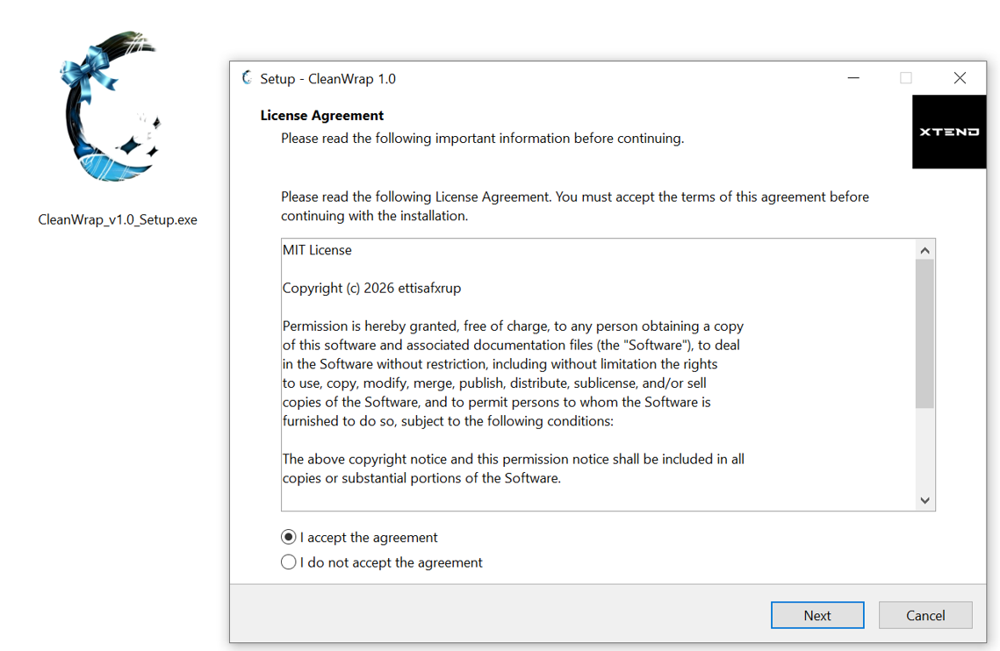 CleanWrap_v1.0_Setup.exe
Setup - CleanWrap 1.0
License Agreement
Please read the following important information before continuing.
XTEND
Please read the following License Agreement. You must accept the terms of this agreement before
continuing with the installation.
MIT License
Copyright (c) 2026 ettisafxrup
Permission is hereby granted, free of charge, to any person obtaining a copy
of this software and associated documentation files (the "Software"), to deal
in the Software without restriction, including without limitation the rights
to use, copy, modify, merge, publish, distribute, sublicense, and/or sell
copies of the Software, and to permit persons to whom the Software is
furnished to do so, subject to the following conditions:
The above copyright notice and this permission notice shall be included in all
copies or substantial portions of the Software.
I accept the agreement
I do not accept the agreement
Next
Cancel